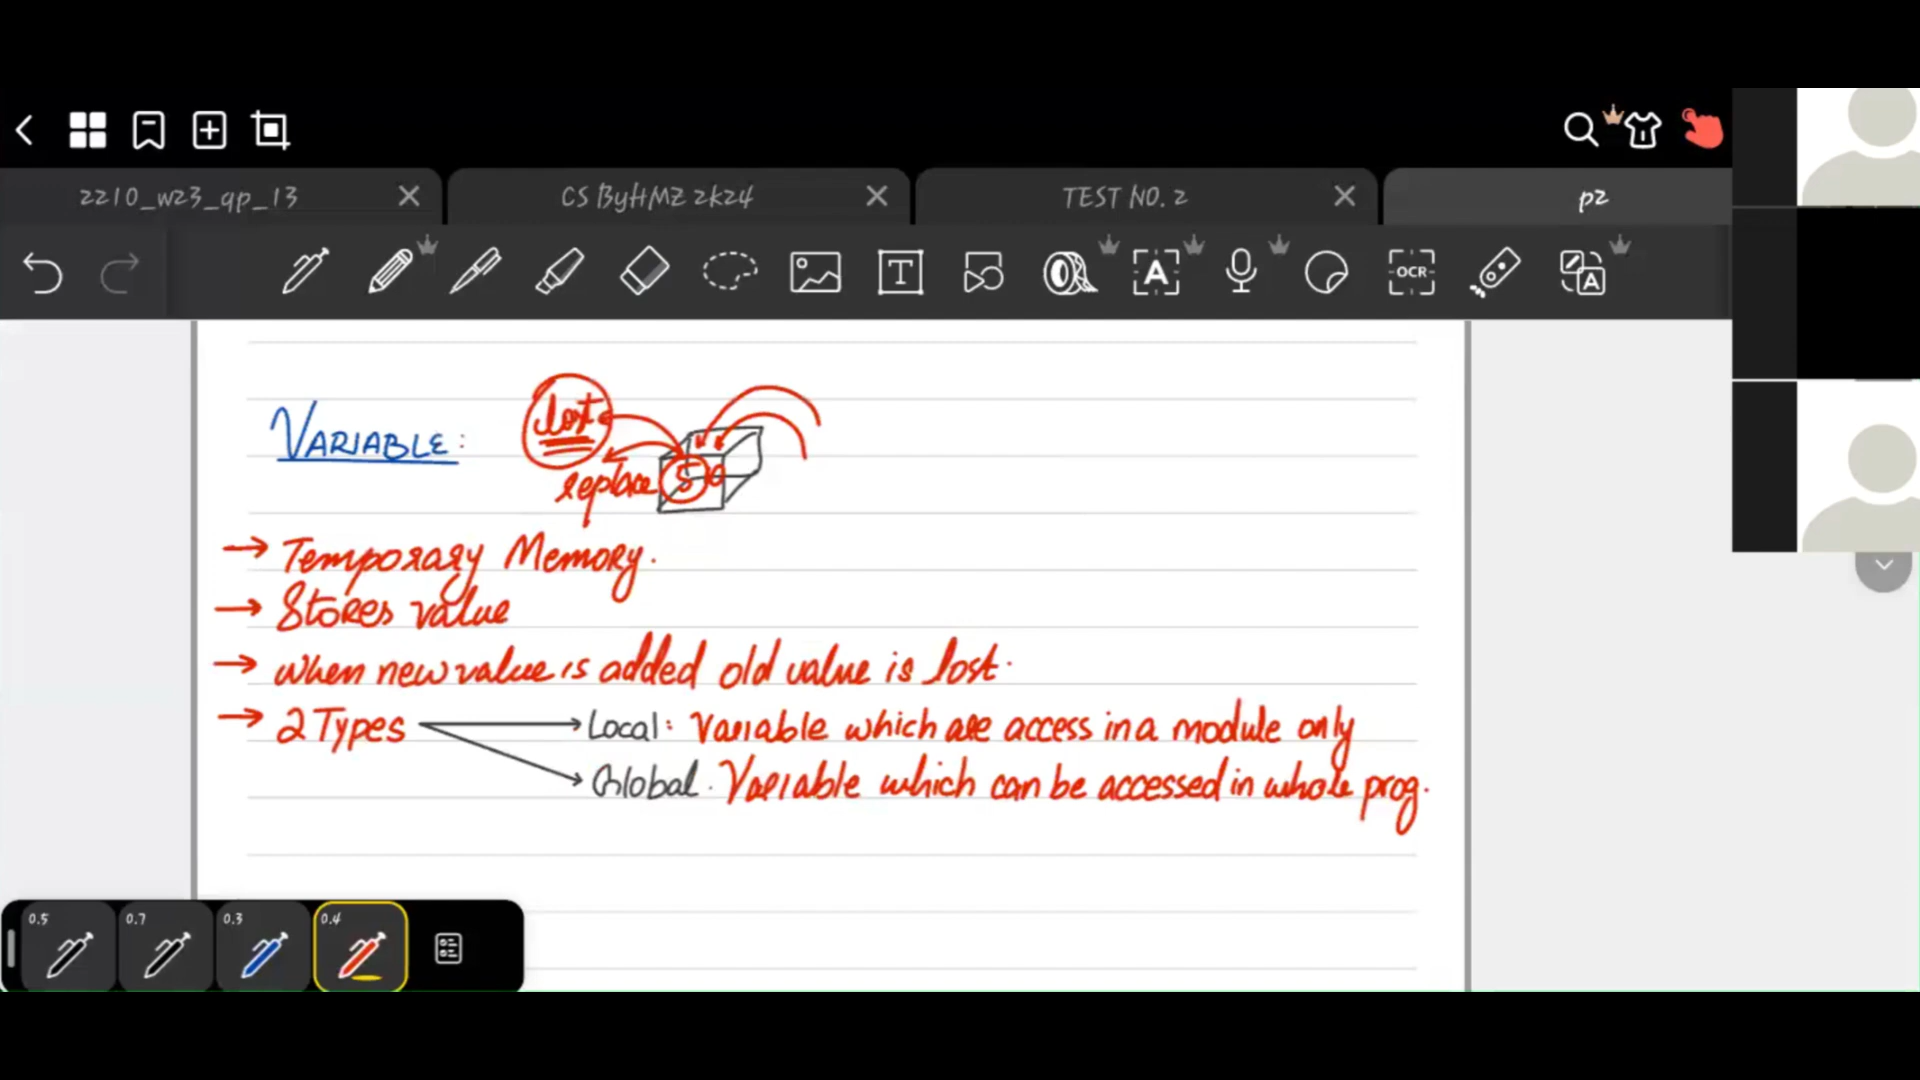 2210_w23_qp_13
CS ByHMZ 2k24
TEST NO. 2
p2
T
A
OCR
A
VARIABLE:
lost
replace
5 6
→ Temporary Memory.
→ Stores value
→ when new value is added old value is lost.
→ 2 Types → Local: Variable which are access in a module only
→ Global. Variable which can be accessed in whole prog.
0.5
0.7
0.3
0.4